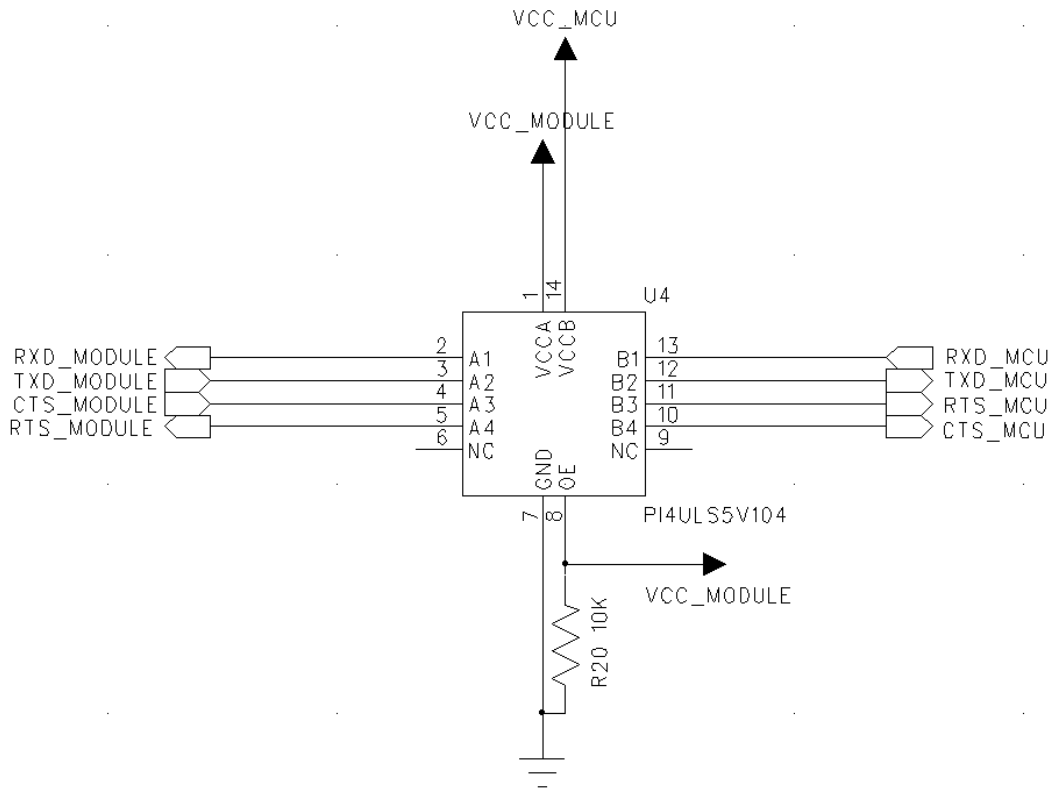 VCC_MCU
VCC_MODULE
1
14
U4
VCCA
VCCB
RXD_MODULE 2 A1 B1 13 RXD_MCU
TXD_MODULE 3 A2 B2 12 TXD_MCU
CTS_MODULE 4 A3 B3 11 RTS_MCU
RTS_MODULE 5 A4 B4 10 CTS_MCU
6 NC NC 9
GND
OE
7
8
PI4ULS5V104
VCC_MODULE
R20 10K